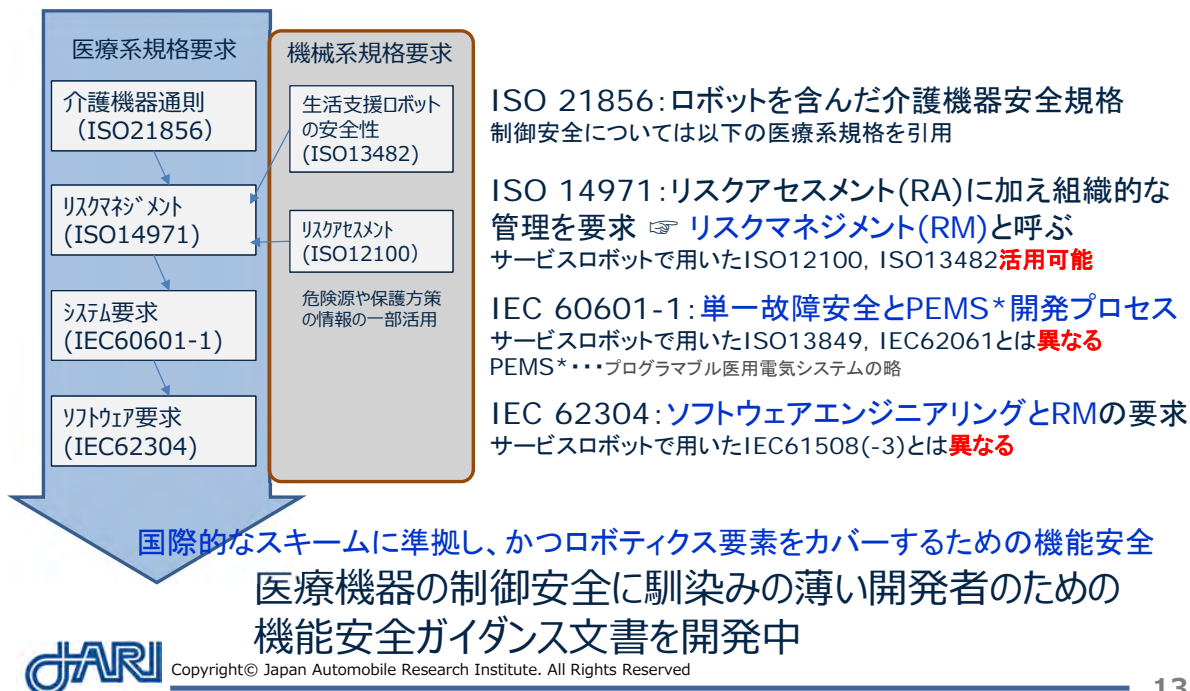 医療系規格要求
機械系規格要求
介護機器通則
（ISO21856）
生活支援ロボット
の安全性
(ISO13482)
ﾘｽｸﾏﾈｼﾞﾒﾝﾄ
(ISO14971)
ﾘｽｸｱｾｽﾒﾝﾄ
(ISO12100)
危険源や保護方策
の情報の一部活用
ｼｽﾃﾑ要求
(IEC60601-1)
ｿﾌﾄｳｪｱ要求
(IEC62304)
ISO 21856：ロボットを含んだ介護機器安全規格
制御安全については以下の医療系規格を引用
ISO 14971：リスクアセスメント(RA)に加え組織的な
管理を要求 ☞ リスクマネジメント(RM)と呼ぶ
サービスロボットで用いたISO12100, ISO13482活用可能
IEC 60601-1：単一故障安全とPEMS*開発プロセス
サービスロボットで用いたISO13849, IEC62061とは異なる
PEMS*・・・プログラマブル医用電気システムの略
IEC 62304：ソフトウェアエンジニアリングとRMの要求
サービスロボットで用いたIEC61508(-3)とは異なる
国際的なスキームに準拠し、かつロボティクス要素をカバーするための機能安全
医療機器の制御安全に馴染みの薄い開発者のための
機能安全ガイダンス文書を開発中
JARI
Copyright© Japan Automobile Research Institute. All Rights Reserved
13